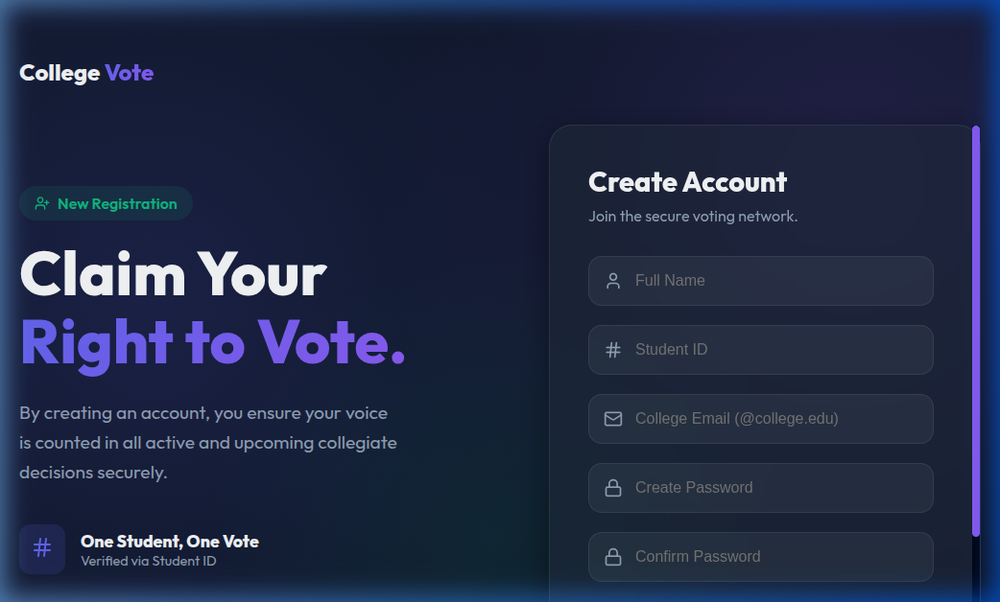 College Vote
New Registration
Claim Your
Right to Vote.
By creating an account, you ensure your voice
is counted in all active and upcoming collegiate
decisions securely.
One Student, One Vote
Verified via Student ID
Create Account
Join the secure voting network.
Full Name
Student ID
College Email (@college.edu)
Create Password
Confirm Password